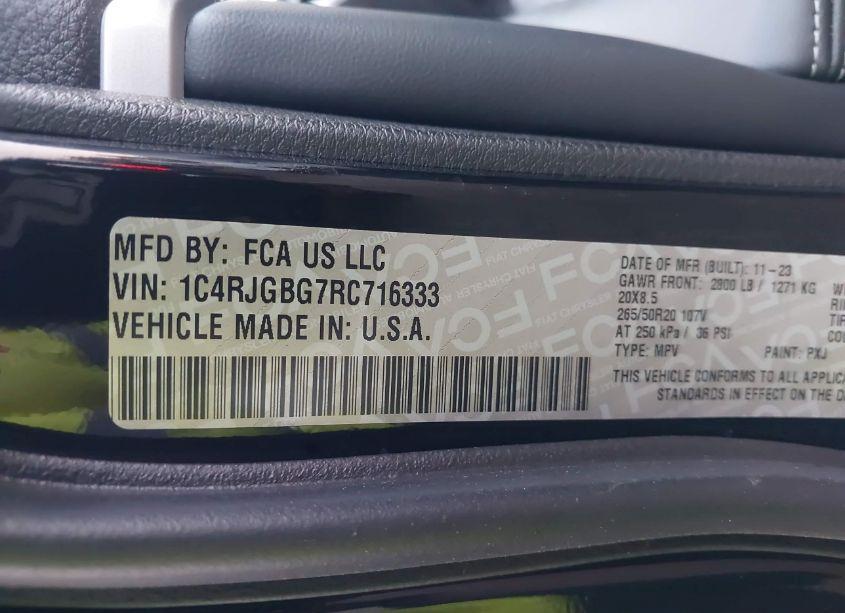 MFD BY: FCA US LLC
VIN: 1C4RJGBG7RC716333
VEHICLE MADE IN: U.S.A.
DATE OF MFR (BUILT): 11-23
GAWR FRONT: 2800 LB / 1271 KG
20X8.5
265/50R20 107V
AT 250 kPa / 36 PSI
TYPE: MPV PAINT: PXJ
THIS VEHICLE CONFORMS TO ALL APPLICA
STANDARDS IN EFFECT ON THE D